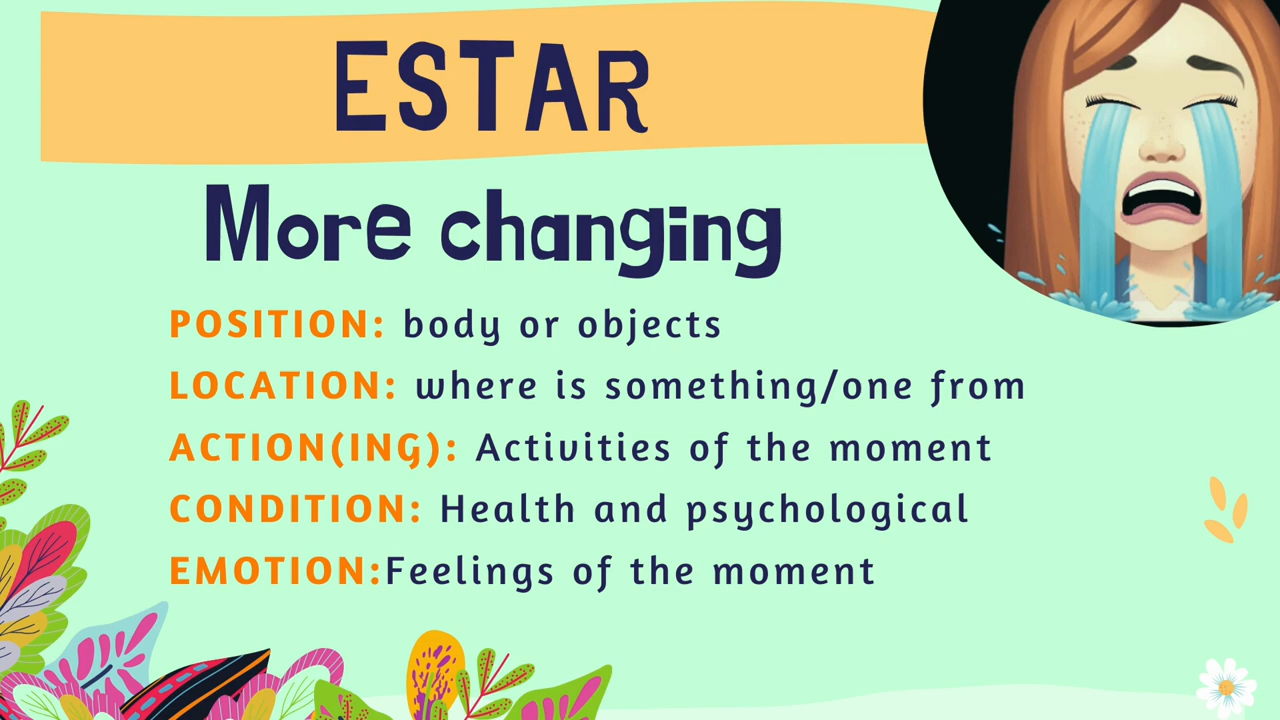 ESTAR
More changing
POSITION: body or objects
LOCATION: where is something/one from
ACTION(ING): Activities of the moment
CONDITION: Health and psychological
EMOTION:Feelings of the moment